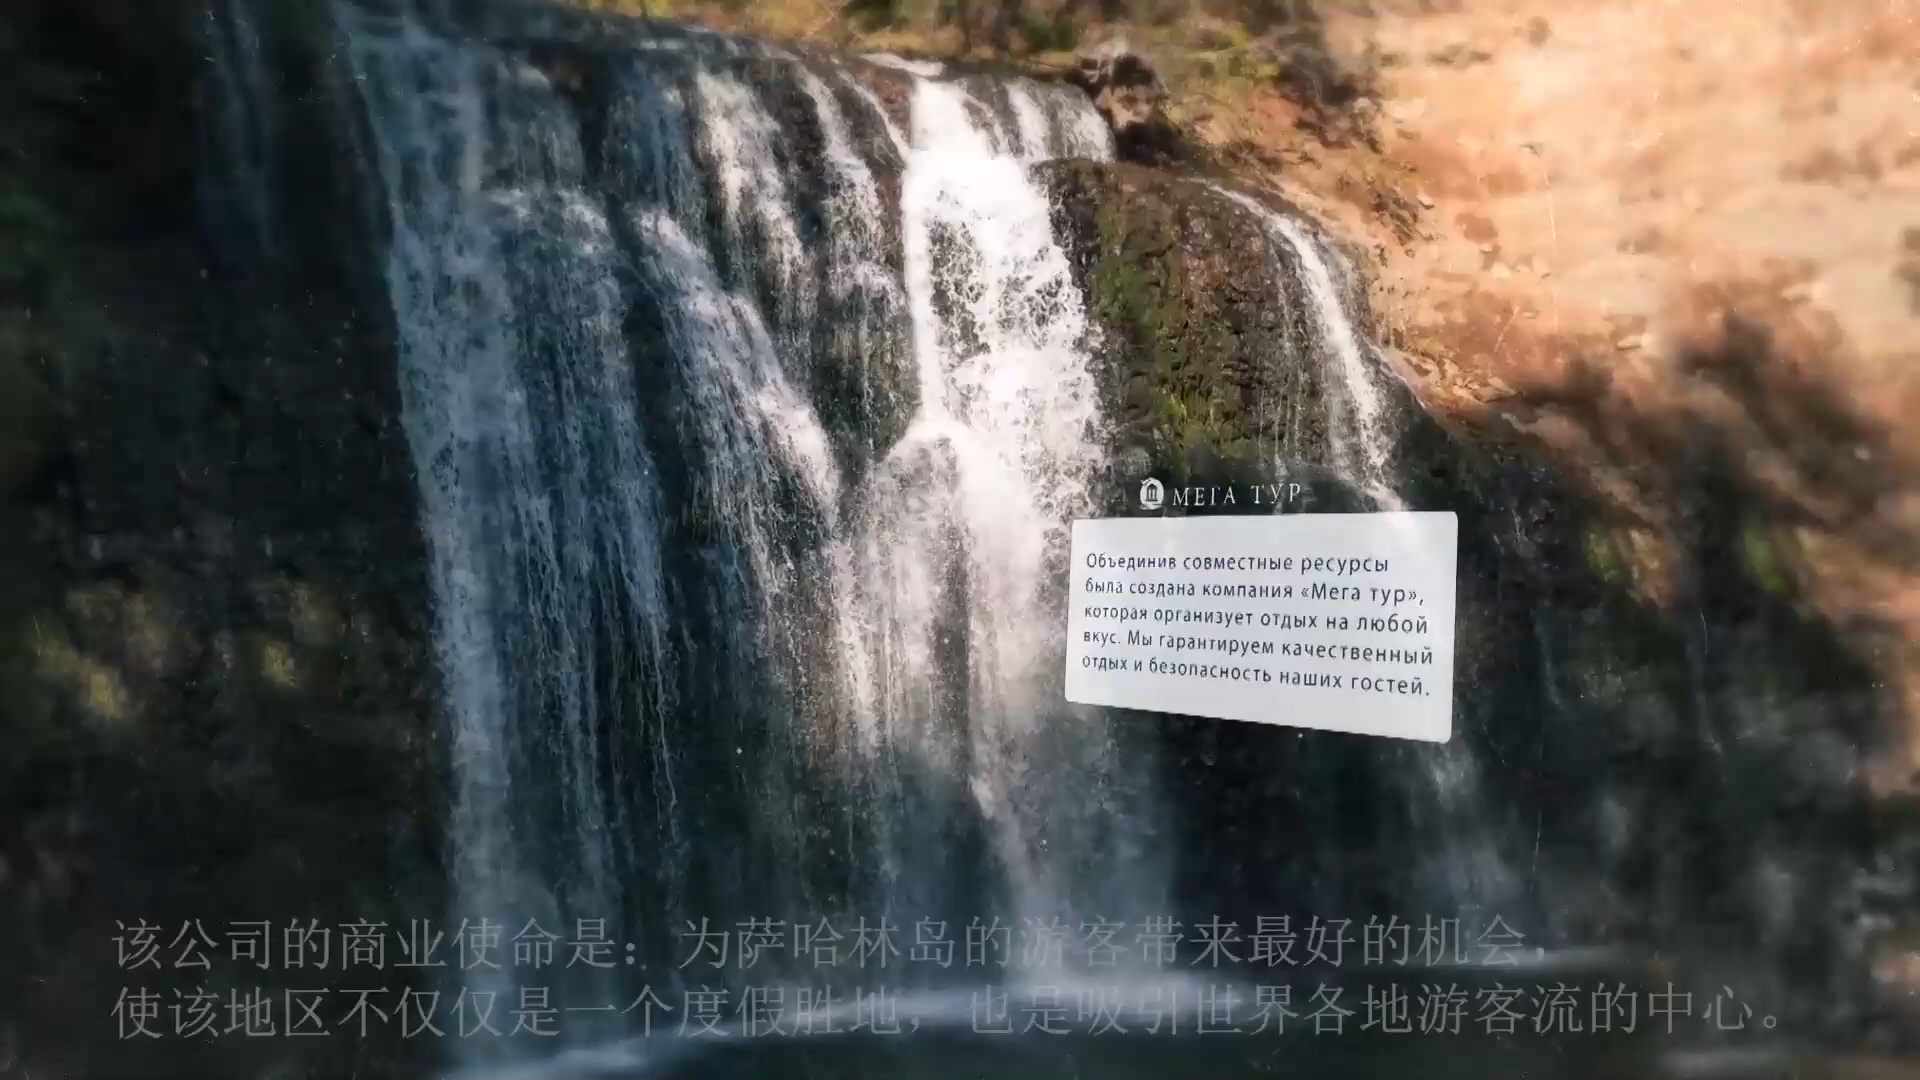 МЕГА ТУР
Объединив совместные ресурсы
была создана компания «Мега тур»,
которая организует отдых на любой
вкус. Мы гарантируем качественный
отдых и безопасность наших гостей.
该公司的商业使命是：为萨哈林岛的游客带来最好的机会，
使该地区不仅仅是一个度假胜地，也是吸引世界各地游客流的中心。